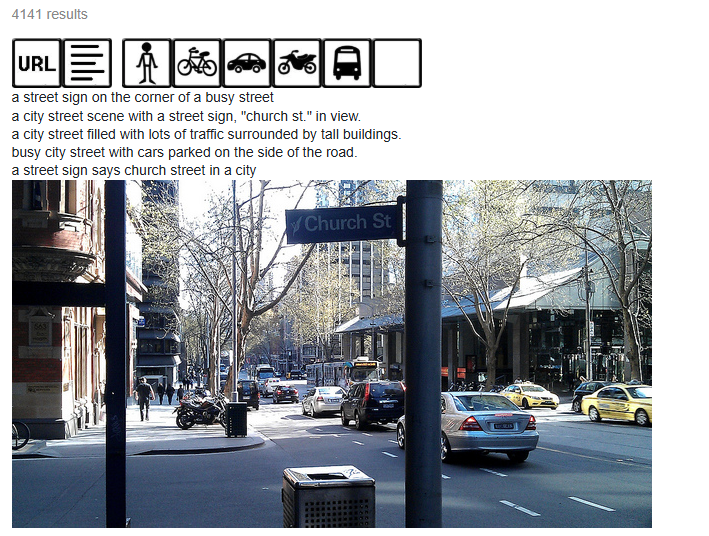 4141 results
URL
a street sign on the corner of a busy street
a city street scene with a street sign, "church st." in view.
a city street filled with lots of traffic surrounded by tall buildings.
busy city street with cars parked on the side of the road.
a street sign says church street in a city
Church St
565